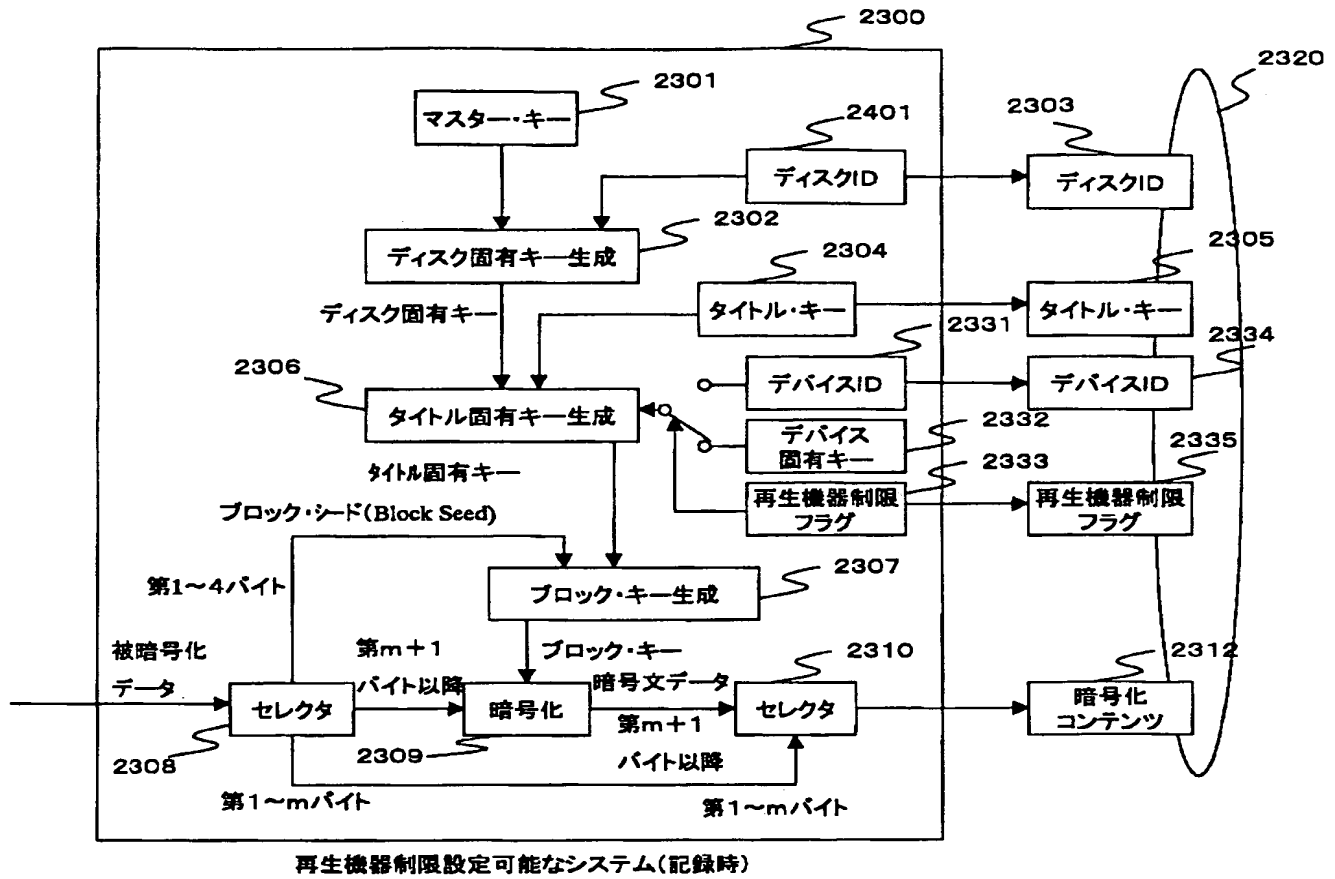 2300
2320
2301
マスター・キー
2401
ディスクID
2303
ディスクID
2302
ディスク固有キー生成
2304
タイトル・キー
2305
タイトル・キー
ディスク固有キー
2331
デバイスID
2334
デバイスID
2306
タイトル固有キー生成
2332
デバイス
固有キー
2333
再生機器制限
フラグ
2335
再生機器制限
フラグ
タイトル固有キー
ブロック・シード(Block Seed)
第1〜4バイト
2307
ブロック・キー生成
被暗号化
データ
第m+1
バイト以降
ブロック・キー
暗号文データ
第m+1
バイト以降
2310
セレクタ
2312
暗号化
コンテンツ
セレクタ
2308
暗号化
2309
第1〜mバイト
第1〜mバイト
再生機器制限設定可能なシステム(記録時)